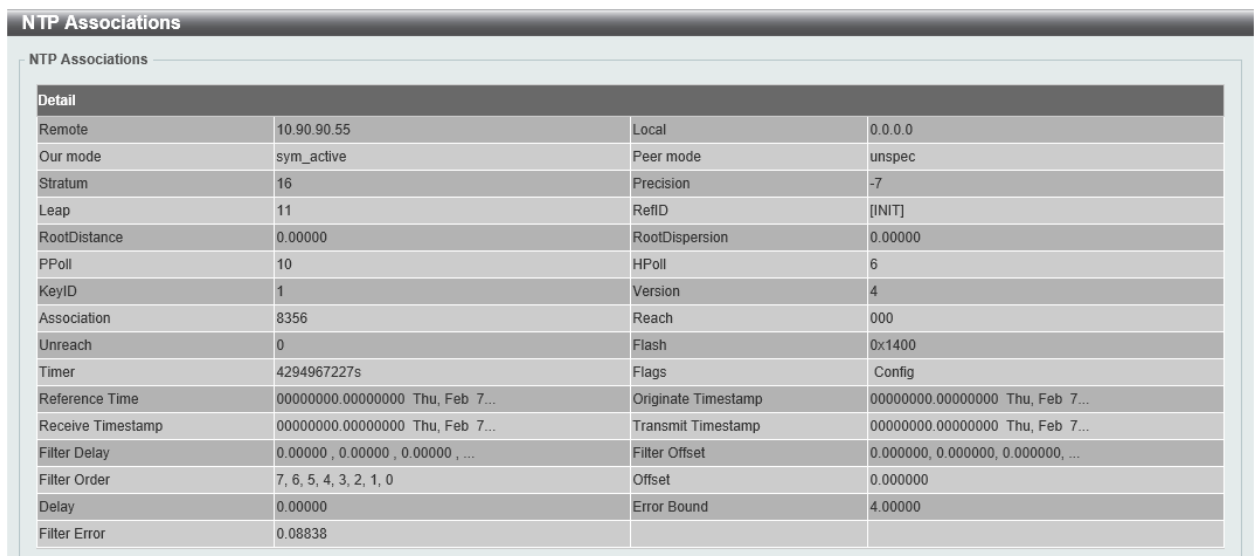 NTP Associations
NTP Associations
Detail
Remote 10.90.90.55 Local 0.0.0.0
Our mode sym_active Peer mode unspec
Stratum 16 Precision -7
Leap 11 RefID [INIT]
RootDistance 0.00000 RootDispersion 0.00000
PPoll 10 HPoll 6
KeyID 1 Version 4
Association 8356 Reach 000
Unreach 0 Flash 0x1400
Timer 4294967227s Flags Config
Reference Time 00000000.00000000 Thu, Feb 7... Originate Timestamp 00000000.00000000 Thu, Feb 7...
Receive Timestamp 00000000.00000000 Thu, Feb 7... Transmit Timestamp 00000000.00000000 Thu, Feb 7...
Filter Delay 0.00000 , 0.00000 , 0.00000 , ... Filter Offset 0.000000, 0.000000, 0.000000, ...
Filter Order 7, 6, 5, 4, 3, 2, 1, 0 Offset 0.000000
Delay 0.00000 Error Bound 4.00000
Filter Error 0.08838